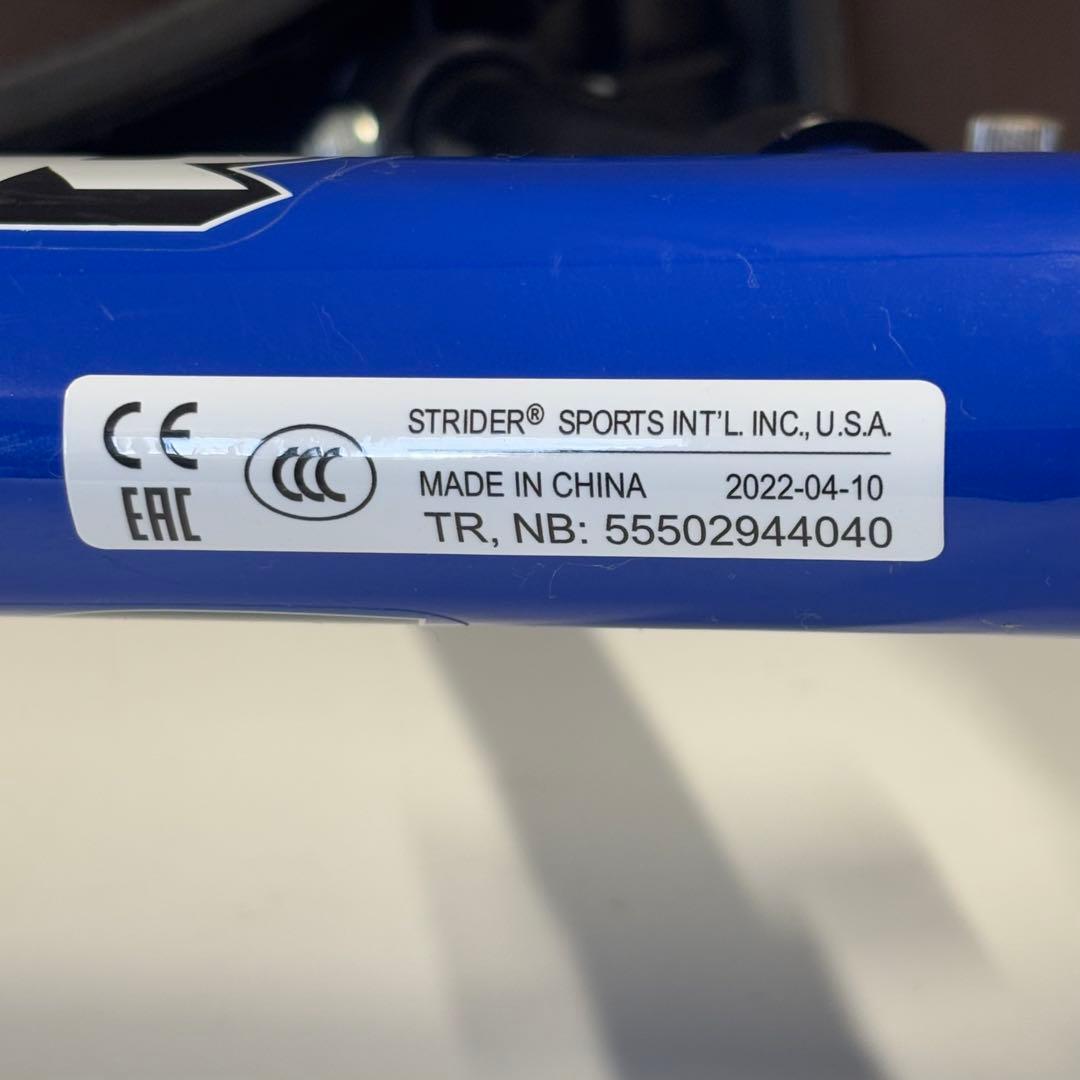 CE
EAC
CCC
STRIDER® SPORTS INT'L. INC., U.S.A.
MADE IN CHINA 2022-04-10
TR, NB: 55502944040